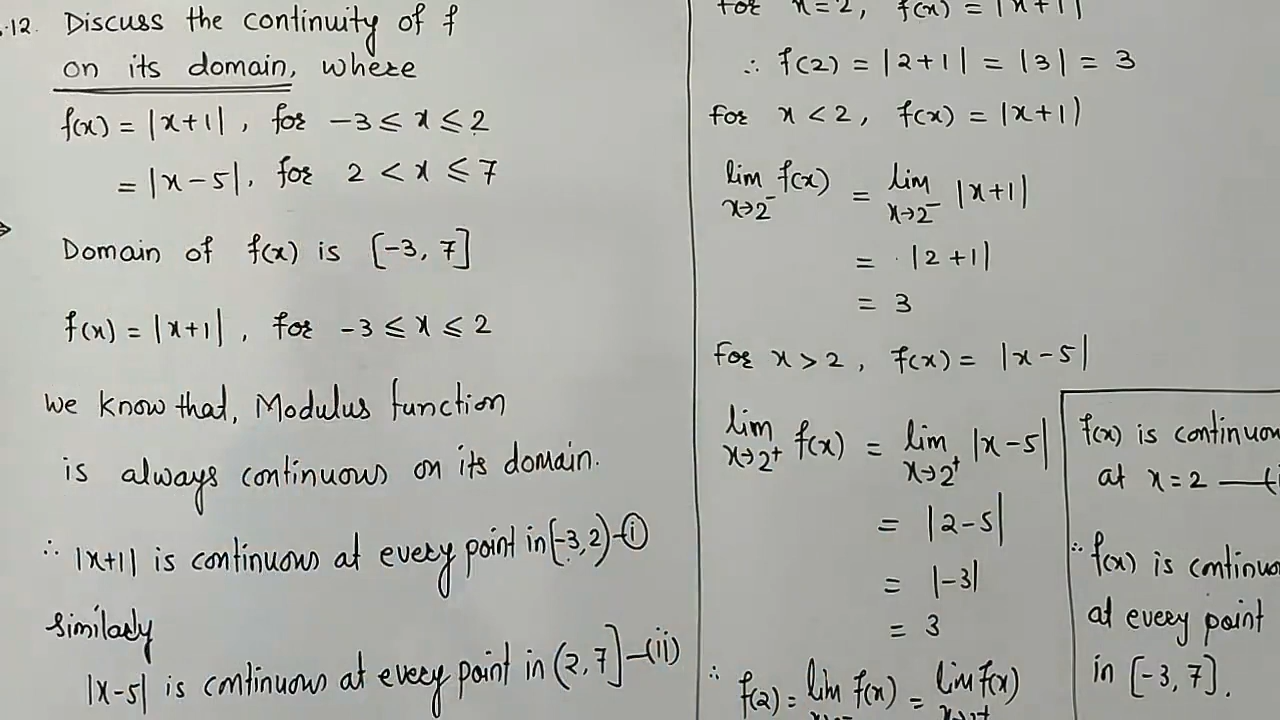 .12. Discuss the continuity of f
on its domain, where
f(x) = |x+1|, for -3 ≤ x ≤ 2
= |x-5|, for 2 < x ≤ 7
Domain of f(x) is [-3, 7]
f(x) = |x+1|, for -3 ≤ x ≤ 2
we know that, Modulus function
is always continuous on its domain.
∴ |x+1| is continuous at every point in [-3, 2) -(i)
similarly
|x-5| is continuous at every point in (2, 7] -(ii)
for x = 2, f(x) = |x+1|
∴ f(2) = |2+1| = |3| = 3
for x < 2, f(x) = |x+1)
lim f(x) = lim |x+1|
x→2⁻ x→2⁻
= |2+1|
= 3
for x > 2, f(x) = |x-5|
lim f(x) = lim |x-5|
x→2⁺ x→2⁺
= |2-5|
= |-3|
= 3
∴ f(2) = lim f(x) = lim f(x)
f(x) is continuou
at x = 2 —(i
∴ f(x) is continuo
at every point
in [-3, 7].